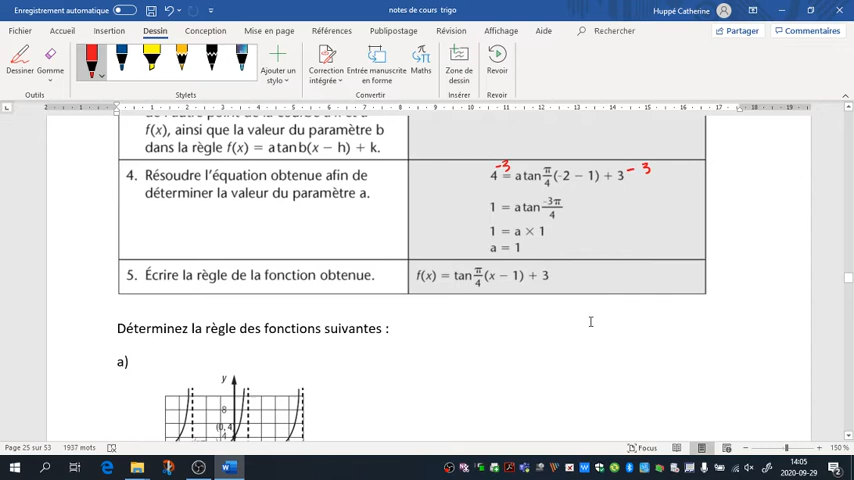 Enregistrement automatique
notes de cours trigo
Huppé Catherine
Fichier Accueil Insertion Dessin Conception Mise en page Références Publipostage Révision Affichage Aide Rechercher Partager Commentaires
Dessiner
Gomme
Ajouter un stylo
Correction intégrée
Entrée manuscrite en forme
Maths
Zone de dessin
Revoir
Outils Stylets Convertir Insérer Revoir
f(x), ainsi que la valeur du paramètre b
dans la règle f(x) = a tan b(x − h) + k.
4. Résoudre l'équation obtenue afin de
déterminer la valeur du paramètre a.
-3 - 3
4 = a tan π/4 (-2 − 1) + 3
1 = a tan -3π/4
1 = a × 1
a = 1
5. Écrire la règle de la fonction obtenue.
f(x) = tan π/4 (x − 1) + 3
Déterminez la règle des fonctions suivantes :
a)
y
8
(0, 4)
Page 25 sur 53 1937 mots Focus 150 %
14:05
2020-09-29